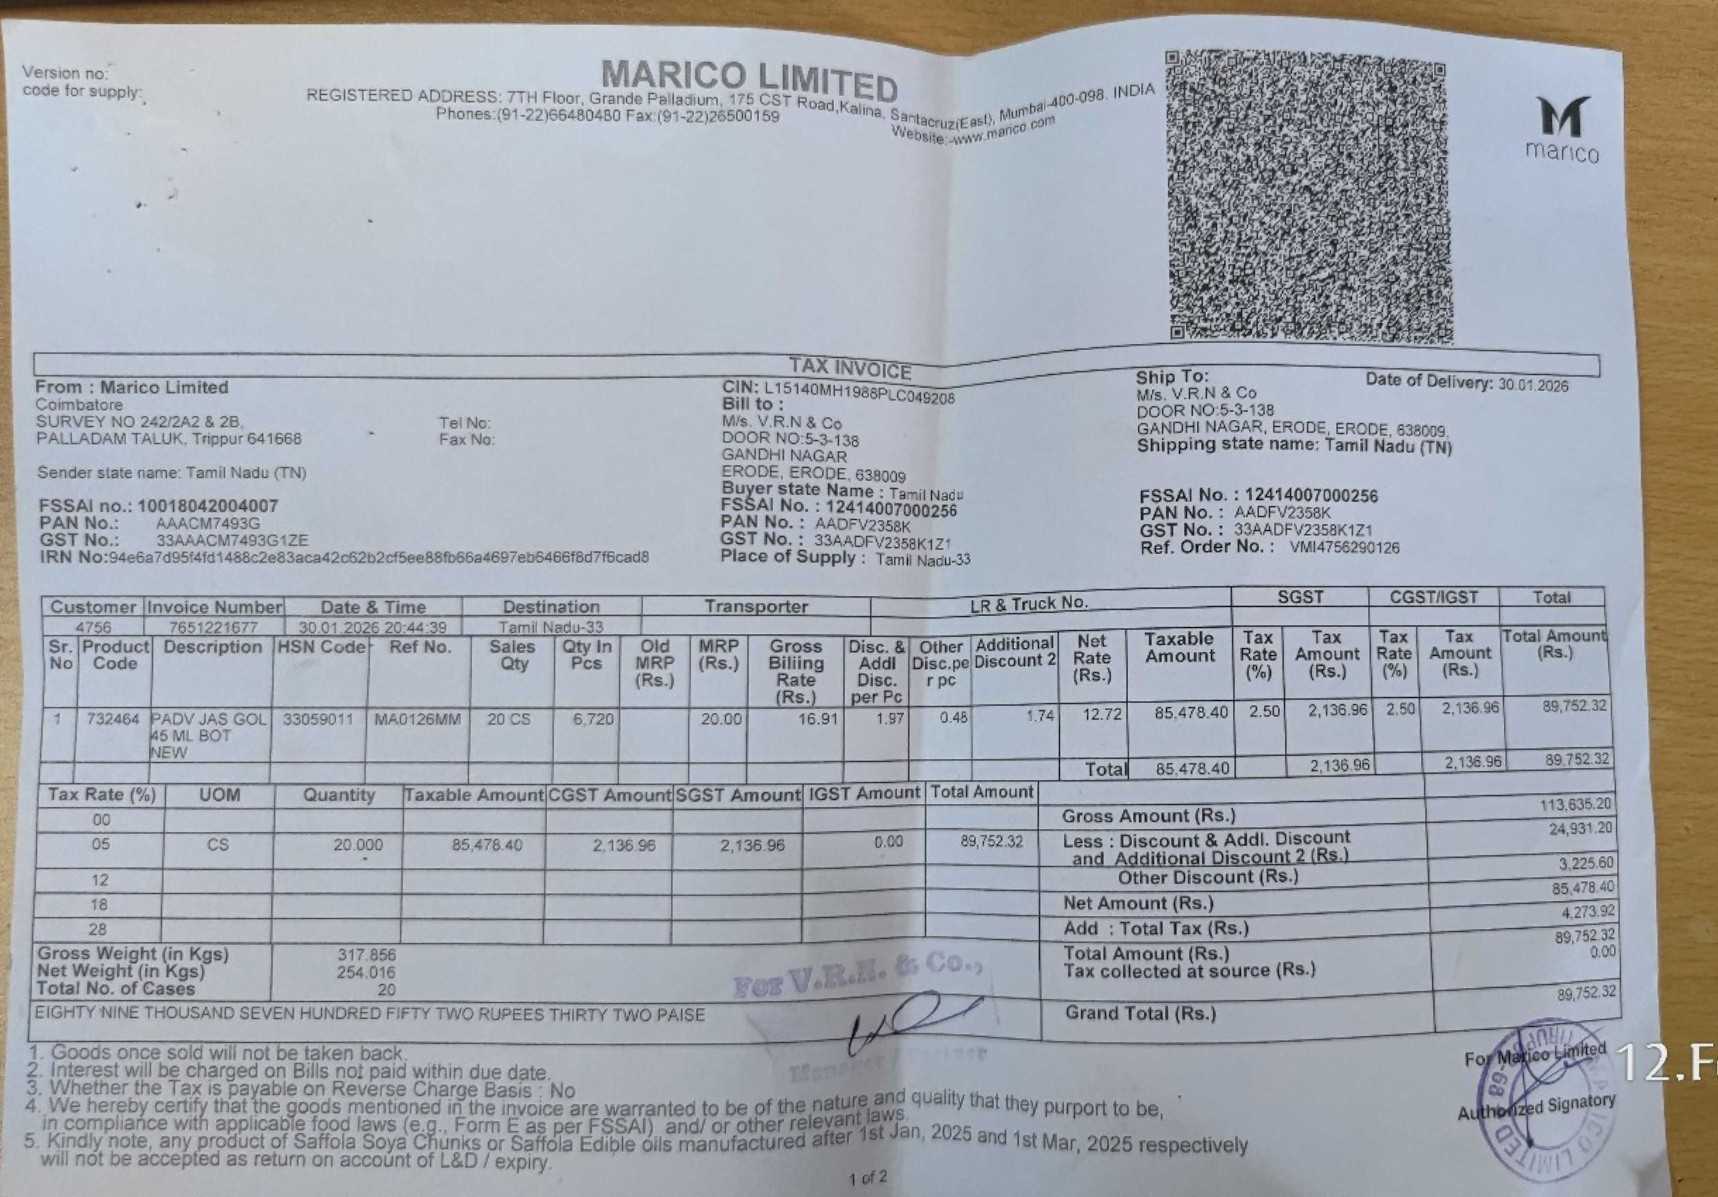 Version no:
code for supply:
MARICO LIMITED
REGISTERED ADDRESS: 7TH Floor, Grande Palladium, 175 CST Road,Kalina, Santacruz(East), Mumbai-400-098. INDIA
Phones:(91-22)66480480 Fax:(91-22)26500159
Website:-www.marico.com
marico
TAX INVOICE
From : Marico Limited
Coimbatore
SURVEY NO 242/2A2 & 2B,
PALLADAM TALUK, Trippur 641668
Tel No:
Fax No:
Sender state name: Tamil Nadu (TN)
FSSAI no.: 10018042004007
PAN No.: AAACM7493G
GST No.: 33AAACM7493G1ZE
IRN No:94e6a7d95f4fd1488c2e83aca42c62b2cf5ee88fb66a4697eb6466f8d7f6cad8
CIN: L15140MH1988PLC049208
Bill to :
M/s. V.R.N & Co
DOOR NO:5-3-138
GANDHI NAGAR
ERODE, ERODE, 638009
Buyer state Name : Tamil Nadu
FSSAI No. : 12414007000256
PAN No. : AADFV2358K
GST No. : 33AADFV2358K1Z1
Place of Supply : Tamil Nadu-33
Ship To:
Date of Delivery: 30.01.2026
M/s. V.R.N & Co
DOOR NO:5-3-138
GANDHI NAGAR, ERODE, ERODE, 638009,
Shipping state name: Tamil Nadu (TN)
FSSAI No. : 12414007000256
PAN No. : AADFV2358K
GST No. : 33AADFV2358K1Z1
Ref. Order No. : VMI4756290126
Customer Invoice Number Date & Time Destination Transporter LR & Truck No. SGST CGST/IGST Total
4756 7651221677 30.01.2026 20:44:39 Tamil Nadu-33
Sr. No Product Code Description HSN Code Ref No. Sales Qty Qty In Pcs Old MRP (Rs.) MRP (Rs.) Gross Billing Rate (Rs.) Disc. & Addl Disc. per Pc Other Disc.pe r pc Additional Discount 2 Net Rate (Rs.) Taxable Amount Tax Rate (%) Tax Amount (Rs.) Tax Rate (%) Tax Amount (Rs.) Total Amount (Rs.)
1 732464 PADV JAS GOL 33059011 MA0126MM 20 CS 6,720 20.00 16.91 1.97 0.48 1.74 12.72 85,478.40 2.50 2,136.96 2.50 2,136.96 89,752.32
45 ML BOT
NEW
Total 85,478.40 2,136.96 2,136.96 89,752.32
Tax Rate (%) UOM Quantity Taxable Amount CGST Amount SGST Amount IGST Amount Total Amount
00
05 CS 20.000 85,478.40 2,136.96 2,136.96 0.00 89,752.32
12
18
28
Gross Amount (Rs.) 113,635.20
Less : Discount & Addl. Discount 24,931.20
and Additional Discount 2 (Rs.)
Other Discount (Rs.) 3,225.60
Net Amount (Rs.) 85,478.40
Add : Total Tax (Rs.) 4,273.92
Total Amount (Rs.) 89,752.32
Tax collected at source (Rs.) 0.00
Grand Total (Rs.) 89,752.32
Gross Weight (in Kgs) 317.856
Net Weight (in Kgs) 254.016
Total No. of Cases 20
EIGHTY NINE THOUSAND SEVEN HUNDRED FIFTY TWO RUPEES THIRTY TWO PAISE
For V.R.N. & Co.,
1. Goods once sold will not be taken back.
2. Interest will be charged on Bills not paid within due date.
3. Whether the Tax is payable on Reverse Charge Basis : No
4. We hereby certify that the goods mentioned in the invoice are warranted to be of the nature and quality that they purport to be,
in compliance with applicable food laws (e.g., Form E as per FSSAI) and/ or other relevant laws.
5. Kindly note, any product of Saffola Soya Chunks or Saffola Edible oils manufactured after 1st Jan, 2025 and 1st Mar, 2025 respectively
will not be accepted as return on account of L&D / expiry.
For Marico Limited
Authorized Signatory
1 of 2